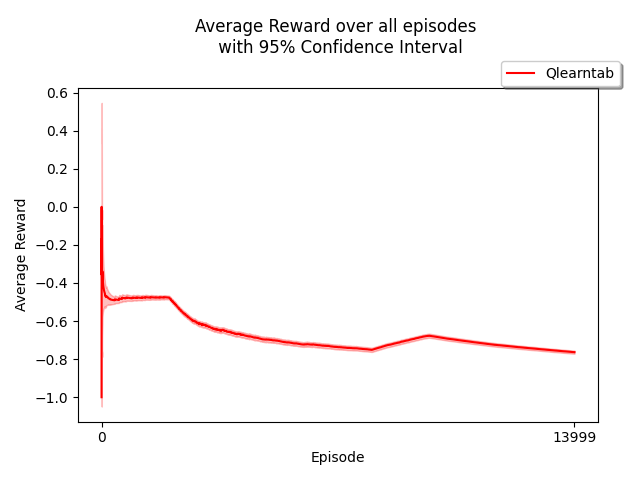 Average Reward over all episodes
with 95% Confidence Interval
Qlearntab
0.6
0.4
0.2
0.0
−0.2
−0.4
−0.6
−0.8
−1.0
Average Reward
0
13999
Episode